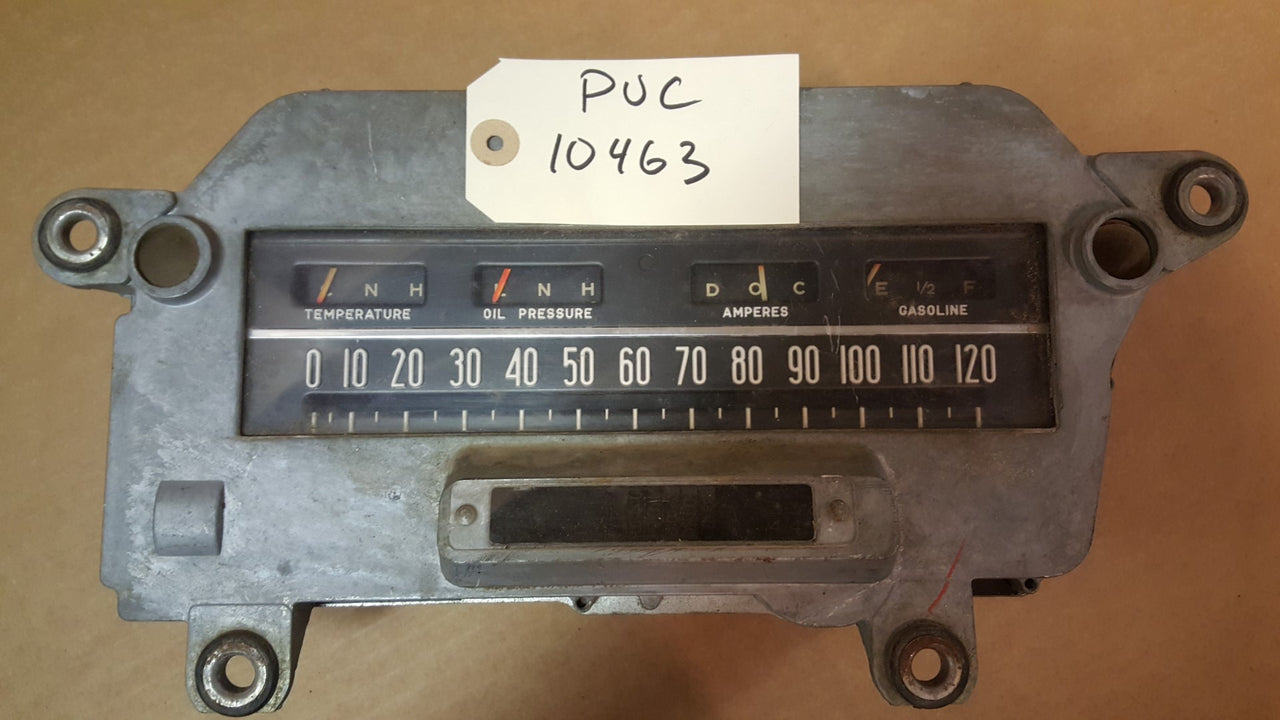 PUC
10463
L N H
L N H
D O C
E 1/2 F
TEMPERATURE
OIL PRESSURE
AMPERES
GASOLINE
0 10 20 30 40 50 60 70 80 90 100 110 120